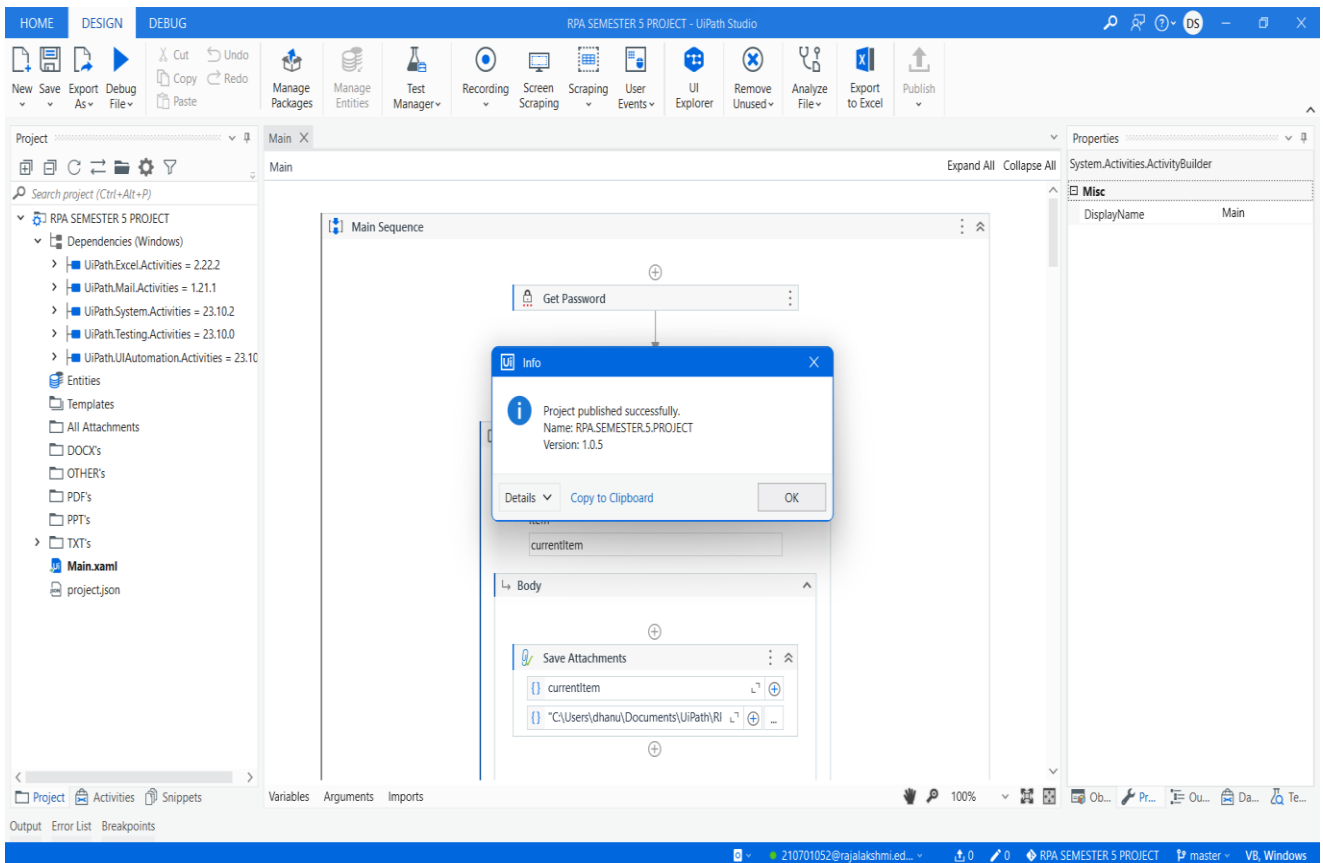 HOME DESIGN DEBUG RPA SEMESTER 5 PROJECT - UiPath Studio DS
New Save Export As Debug File
Cut Undo
Copy Redo
Paste
Manage Packages Manage Entities Test Manager Recording Screen Scraping Scraping User Events UI Explorer Remove Unused Analyze File Export to Excel Publish
Project
Search project (Ctrl+Alt+P)
RPA SEMESTER 5 PROJECT
Dependencies (Windows)
UiPath.Excel.Activities = 2.22.2
UiPath.Mail.Activities = 1.21.1
UiPath.System.Activities = 23.10.2
UiPath.Testing.Activities = 23.10.0
UiPath.UIAutomation.Activities = 23.10
Entities
Templates
All Attachments
DOCX's
OTHER's
PDF's
PPT's
TXT's
Main.xaml
project.json
Project Activities Snippets
Main
Main Expand All Collapse All
Main Sequence
Get Password
Info
Project published successfully.
Name: RPA.SEMESTER.5.PROJECT
Version: 1.0.5
Details Copy to Clipboard OK
currentItem
Body
Save Attachments
{} currentItem
{} "C:\Users\dhanu\Documents\UiPath\RI ...
Variables Arguments Imports 100%
Properties
System.Activities.ActivityBuilder
Misc
DisplayName Main
Ob... Pr... Ou... Da... Te...
Output Error List Breakpoints
210701052@rajalakshmi.ed... 0 0 RPA SEMESTER 5 PROJECT master VB, Windows